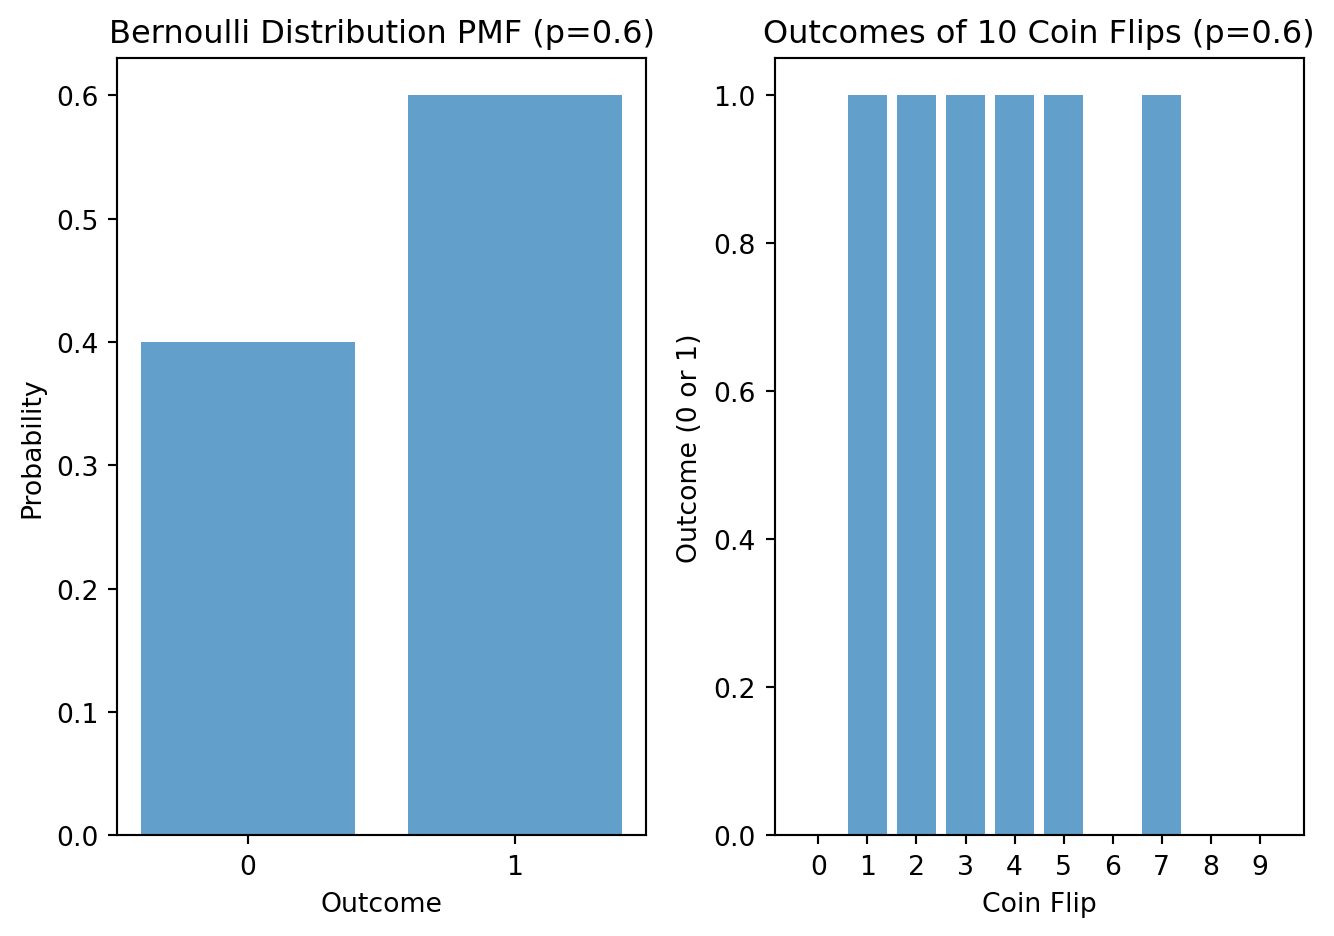 Bernoulli Distribution PMF (p=0.6)
0.6
0.5
0.4
0.3
0.2
0.1
0.0
Probability
0 1
Outcome
Outcomes of 10 Coin Flips (p=0.6)
1.0
0.8
0.6
0.4
0.2
0.0
Outcome (0 or 1)
0 1 2 3 4 5 6 7 8 9
Coin Flip